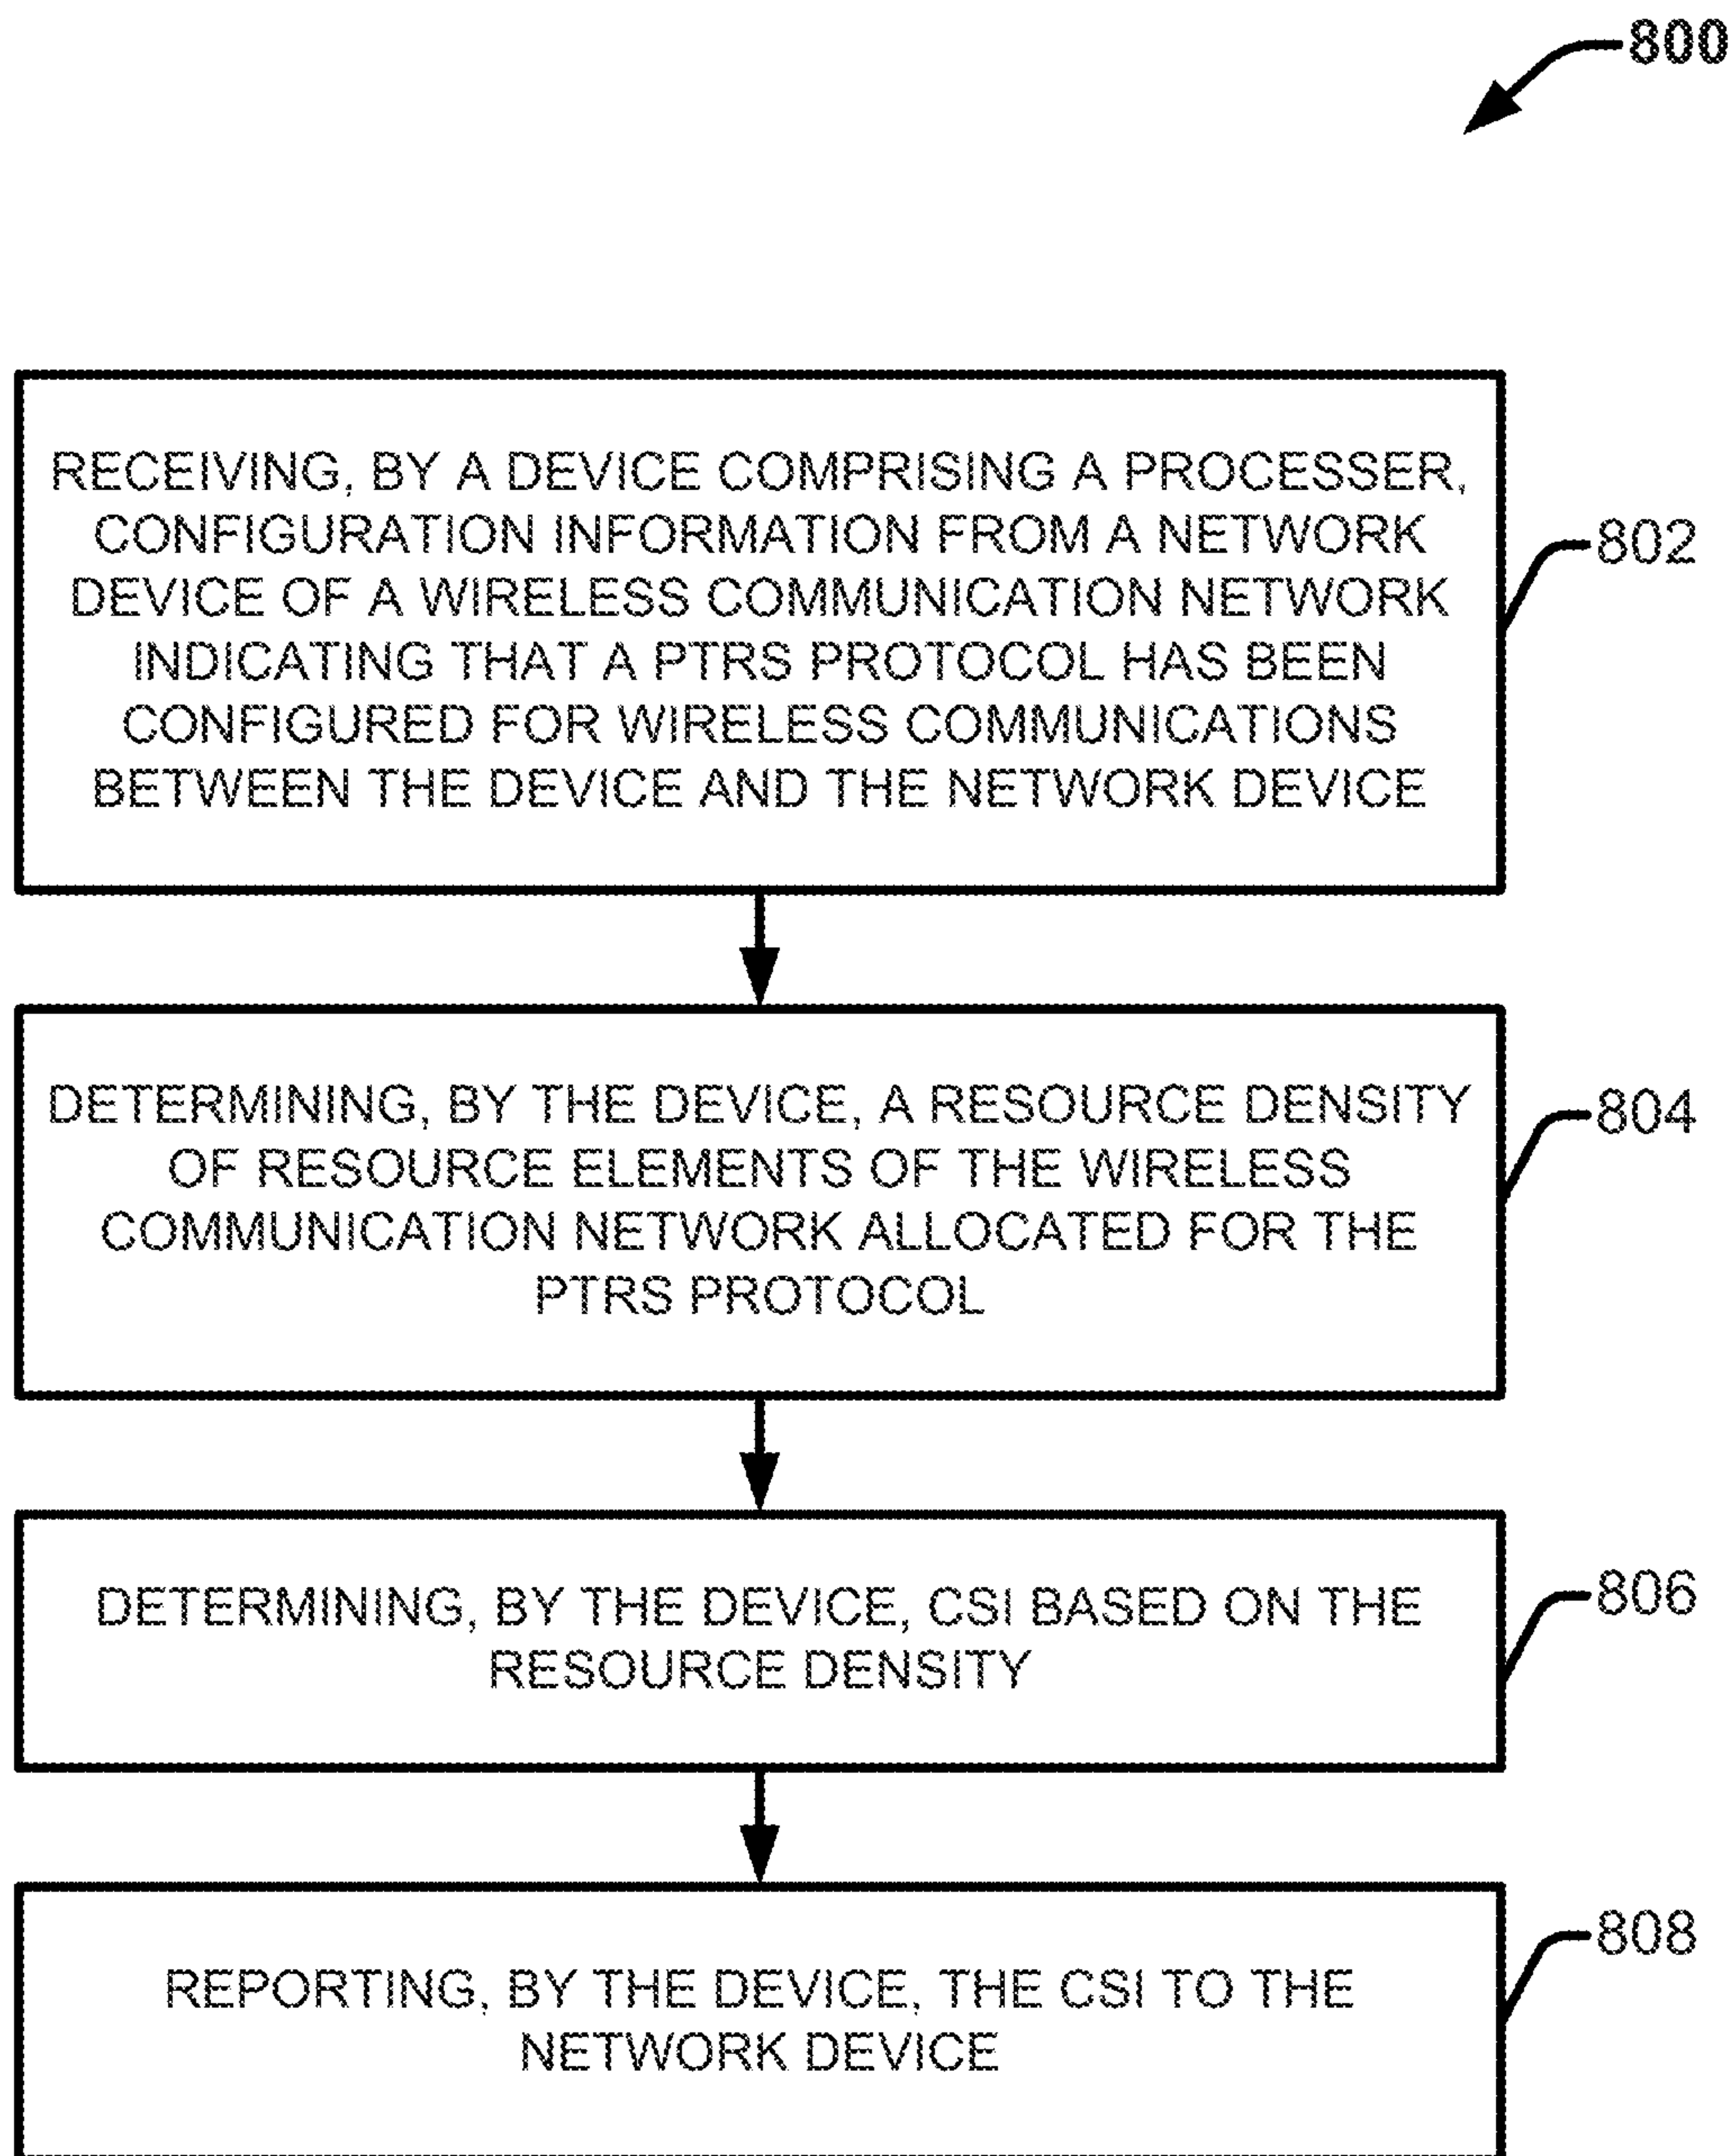 800
RECEIVING, BY A DEVICE COMPRISING A PROCESSER,
CONFIGURATION INFORMATION FROM A NETWORK
DEVICE OF A WIRELESS COMMUNICATION NETWORK
INDICATING THAT A PTRS PROTOCOL HAS BEEN
CONFIGURED FOR WIRELESS COMMUNICATIONS
BETWEEN THE DEVICE AND THE NETWORK DEVICE
802
DETERMINING, BY THE DEVICE, A RESOURCE DENSITY
OF RESOURCE ELEMENTS OF THE WIRELESS
COMMUNICATION NETWORK ALLOCATED FOR THE
PTRS PROTOCOL
804
DETERMINING, BY THE DEVICE, CSI BASED ON THE
RESOURCE DENSITY
806
REPORTING, BY THE DEVICE, THE CSI TO THE
NETWORK DEVICE
808